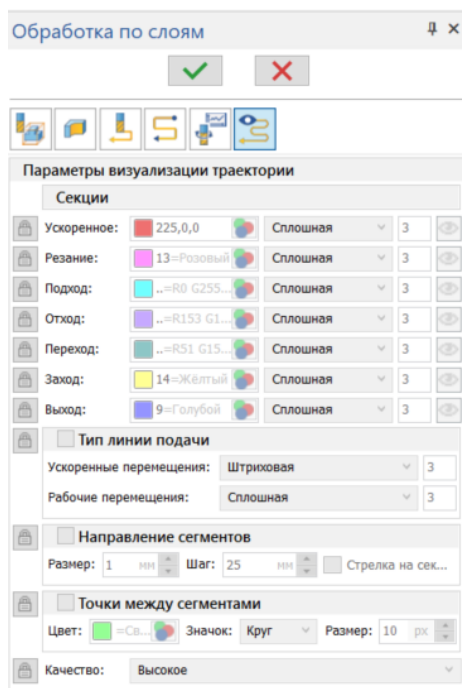 Обработка по слоям
Параметры визуализации траектории
Секции
Ускоренное: 225,0,0 Сплошная 3
Резание: 13=Розовый Сплошная 3
Подход: ..=R0 G255... Сплошная 3
Отход: ..=R153 G1... Сплошная 3
Переход: ..=R51 G15... Сплошная 3
Заход: 14=Жёлтый Сплошная 3
Выход: 9=Голубой Сплошная 3
Тип линии подачи
Ускоренные перемещения: Штриховая 3
Рабочие перемещения: Сплошная 3
Направление сегментов
Размер: 1 мм Шаг: 25 мм Стрелка на сек...
Точки между сегментами
Цвет: =Св... Значок: Круг Размер: 10 px
Качество: Высокое